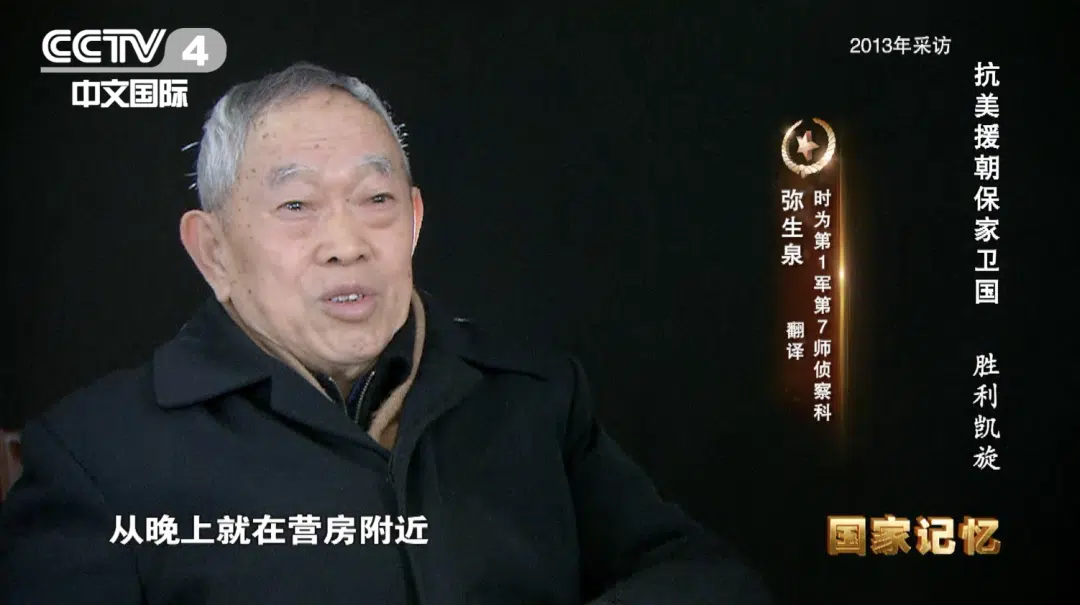 CCTV 4
中文国际
2013年采访
抗美援朝保家卫国 胜利凯旋
时为第1军第7师侦察科
弥生泉 翻译
从晚上就在营房附近
国家记忆